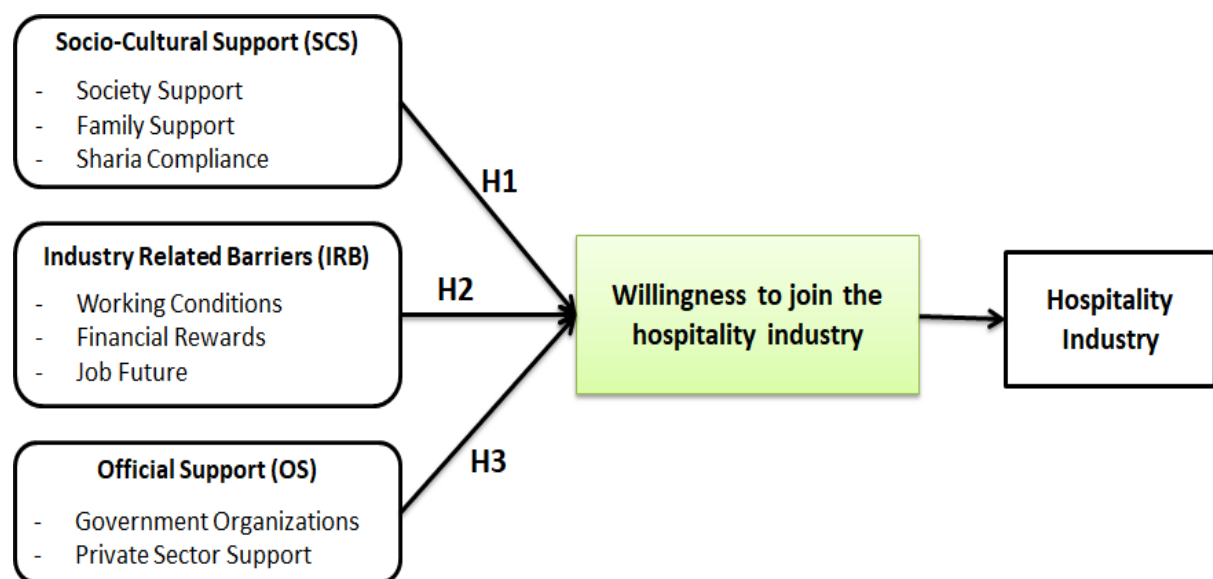 Socio-Cultural Support (SCS)
- Society Support
- Family Support
- Sharia Compliance
H1
Industry Related Barriers (IRB)
- Working Conditions
- Financial Rewards
- Job Future
H2
Official Support (OS)
- Government Organizations
- Private Sector Support
H3
Willingness to join the
hospitality industry
Hospitality
Industry